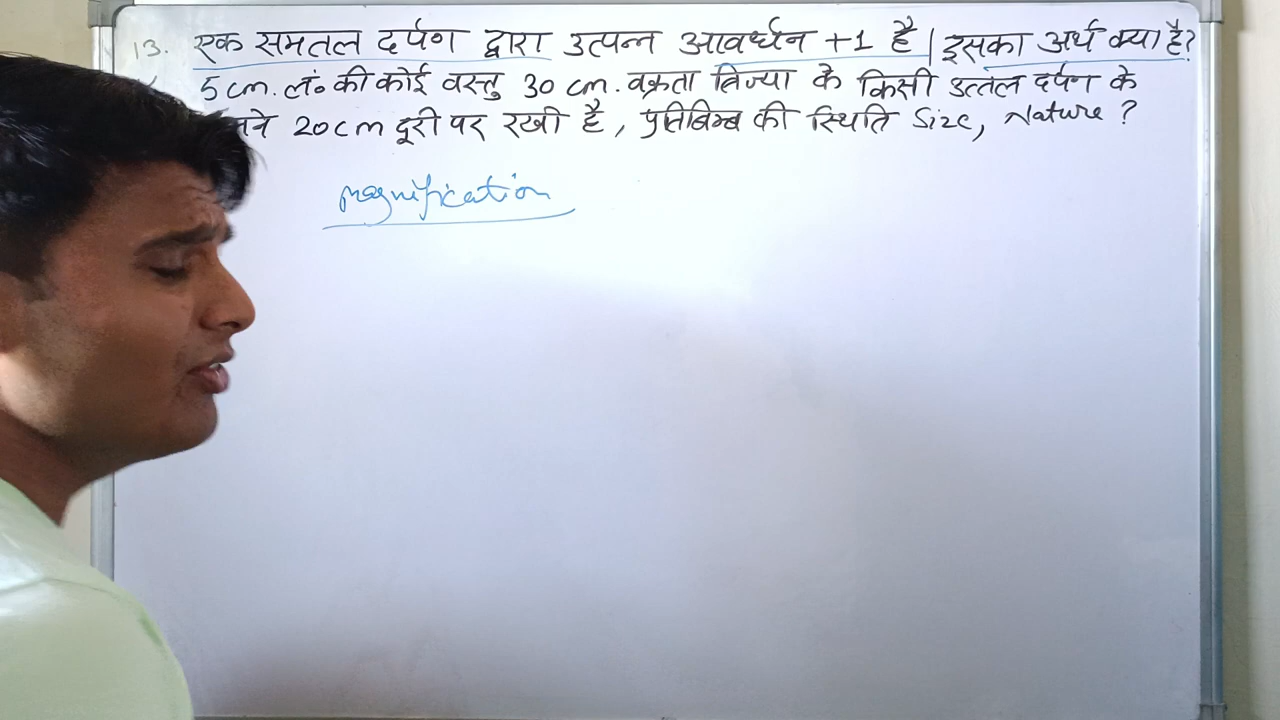 13. एक समतल दर्पण द्वारा उत्पन्न आवर्धन +1 है | इसका अर्थ क्या है?
5 cm. लं० की कोई वस्तु 30 cm. वक्रता त्रिज्या के किसी उत्तल दर्पण के
20 cm दूरी पर रखी है, प्रतिबिम्ब की स्थिति Size, Nature ?
magnification